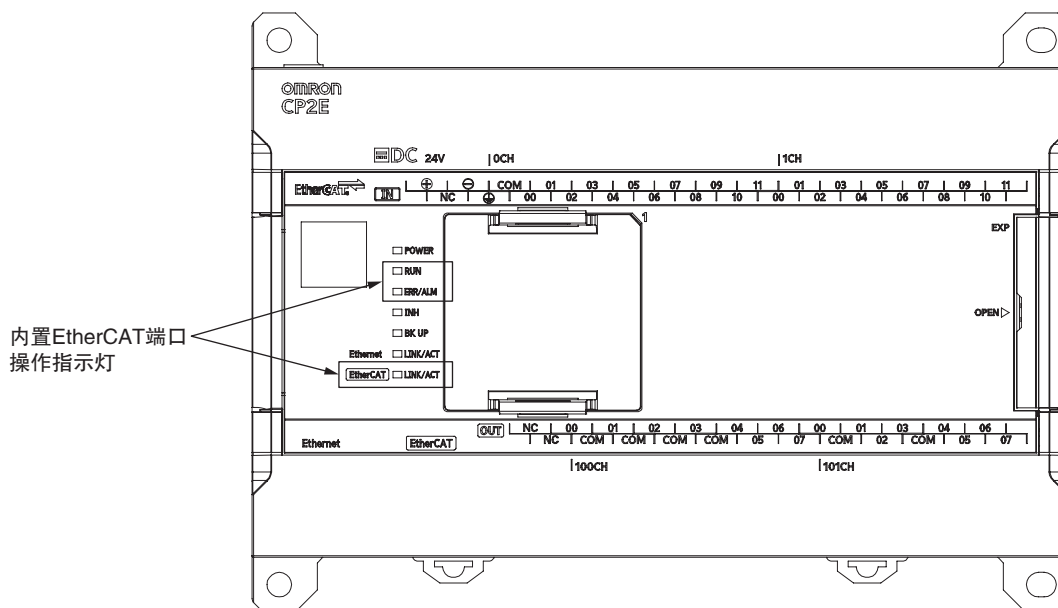 OMRON
CP2E
DC 24V 0CH 1CH
EtherCAT IN COM 01 03 05 07 09 11 01 03 05 07 09 11
NC 00 02 04 06 08 10 00 02 04 06 08 10
1
EXP
POWER
RUN
ERR/ALM
INH
OPEN
BK UP
内置EtherCAT端口
操作指示灯
Ethernet LINK/ACT
EtherCAT LINK/ACT
OUT NC 00 01 02 03 04 06 00 01 03 04 06
NC COM COM COM COM 05 07 COM 02 COM 05 07
Ethernet EtherCAT
100CH 101CH